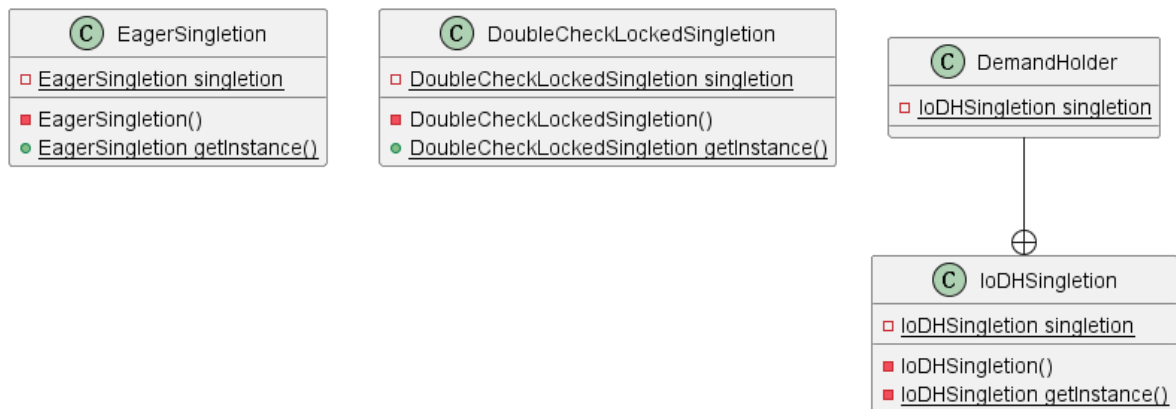 C EagerSingletion
EagerSingletion singletion
EagerSingletion()
EagerSingletion getInstance()
C DoubleCheckLockedSingletion
DoubleCheckLockedSingletion singletion
DoubleCheckLockedSingletion()
DoubleCheckLockedSingletion getInstance()
C DemandHolder
IoDHSingletion singletion
C IoDHSingletion
IoDHSingletion singletion
IoDHSingletion()
IoDHSingletion getInstance()